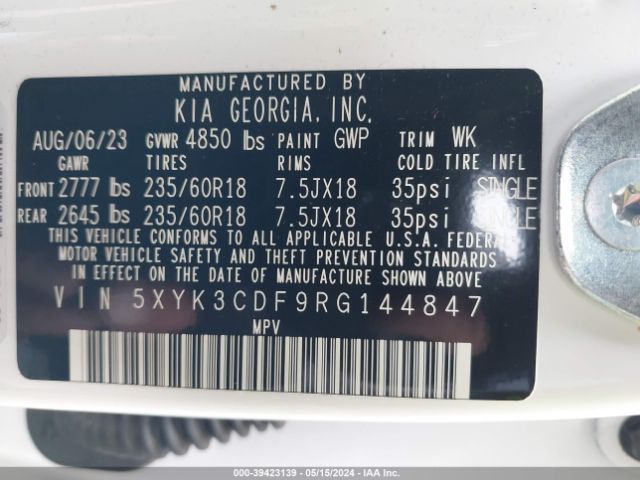 MANUFACTURED BY
KIA GEORGIA, INC.
AUG/06/23 GVWR 4850 lbs PAINT GWP TRIM WK
GAWR TIRES RIMS COLD TIRE INFL
FRONT 2777 lbs 235/60R18 7.5JX18 35psi SINGLE
REAR 2645 lbs 235/60R18 7.5JX18 35psi SINGLE
THIS VEHICLE CONFORMS TO ALL APPLICABLE U.S.A. FEDERA
MOTOR VEHICLE SAFETY AND THEFT PREVENTION STANDARDS
IN EFFECT ON THE DATE OF MANUFACTURE SHOWN ABOVE.
VIN 5XYK3CDF9RG144847
MPV
000-39423139 - 05/15/2024 - IAA Inc.